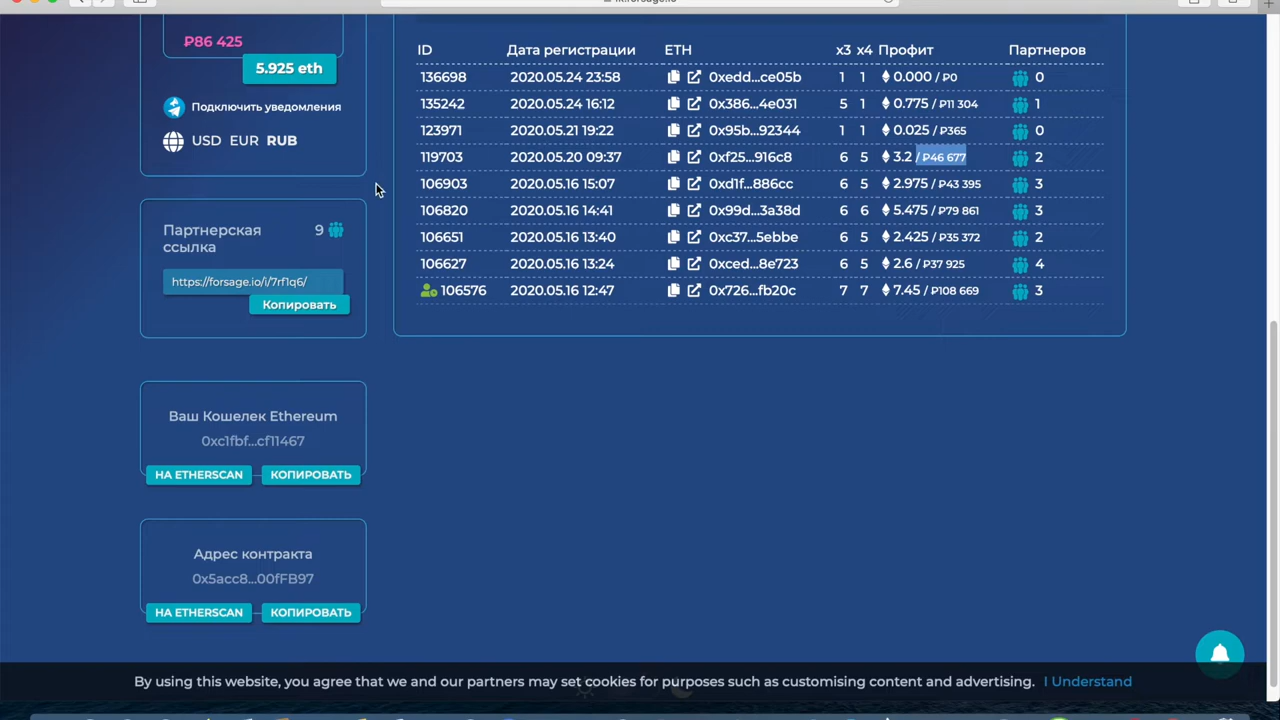 ₽86 425
5.925 eth
Подключить уведомления
USD EUR RUB
Партнерская ссылка 9
https://forsage.io/i/7rf1q6/
Копировать
Ваш Кошелек Ethereum
0xc1fbf...cf11467
НА ETHERSCAN КОПИРОВАТЬ
Адрес контракта
0x5acc8...00fFB97
НА ETHERSCAN КОПИРОВАТЬ
ID Дата регистрации ETH x3 x4 Профит Партнеров
136698 2020.05.24 23:58 0xedd...ce05b 1 1 0.000 / ₽0 0
135242 2020.05.24 16:12 0x386...4e031 5 1 0.775 / ₽11 304 1
123971 2020.05.21 19:22 0x95b...92344 1 1 0.025 / ₽365 0
119703 2020.05.20 09:37 0xf25...916c8 6 5 3.2 / ₽46 677 2
106903 2020.05.16 15:07 0xd1f...886cc 6 5 2.975 / ₽43 395 3
106820 2020.05.16 14:41 0x99d...3a38d 6 6 5.475 / ₽79 861 3
106651 2020.05.16 13:40 0xc37...5ebbe 6 5 2.425 / ₽35 372 2
106627 2020.05.16 13:24 0xced...8e723 6 5 2.6 / ₽37 925 4
106576 2020.05.16 12:47 0x726...fb20c 7 7 7.45 / ₽108 669 3
By using this website, you agree that we and our partners may set cookies for purposes such as customising content and advertising. I Understand